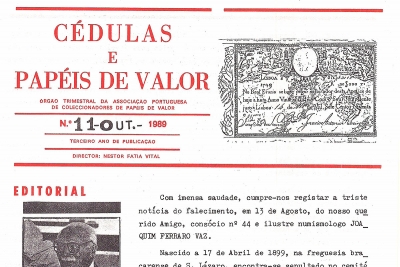 CÉDULAS
E
PAPÉIS DE VALOR
ORGÃO TRIMESTRAL DA ASSOCIAÇÃO PORTUGUESA
DE COLECCIONADORES DE PAPEIS DE VALOR
N.º 11-OUT.- 1989
TERCEIRO ANO DE PUBLICAÇÃO
DIRECTOR: NESTOR FATIA VITAL
EDITORIAL
Com imensa saudade, cumpre-nos registar a triste
notícia do falecimento, em 13 de Agosto, do nosso que
rido Amigo, consócio nº 44 e ilustre numismólogo JOA
QUIM FERRARO VAZ.
Nascido a 17 de Abril de 1899, na freguesia bra
carense de S. Lázaro, encontra-se sepultado no cemité